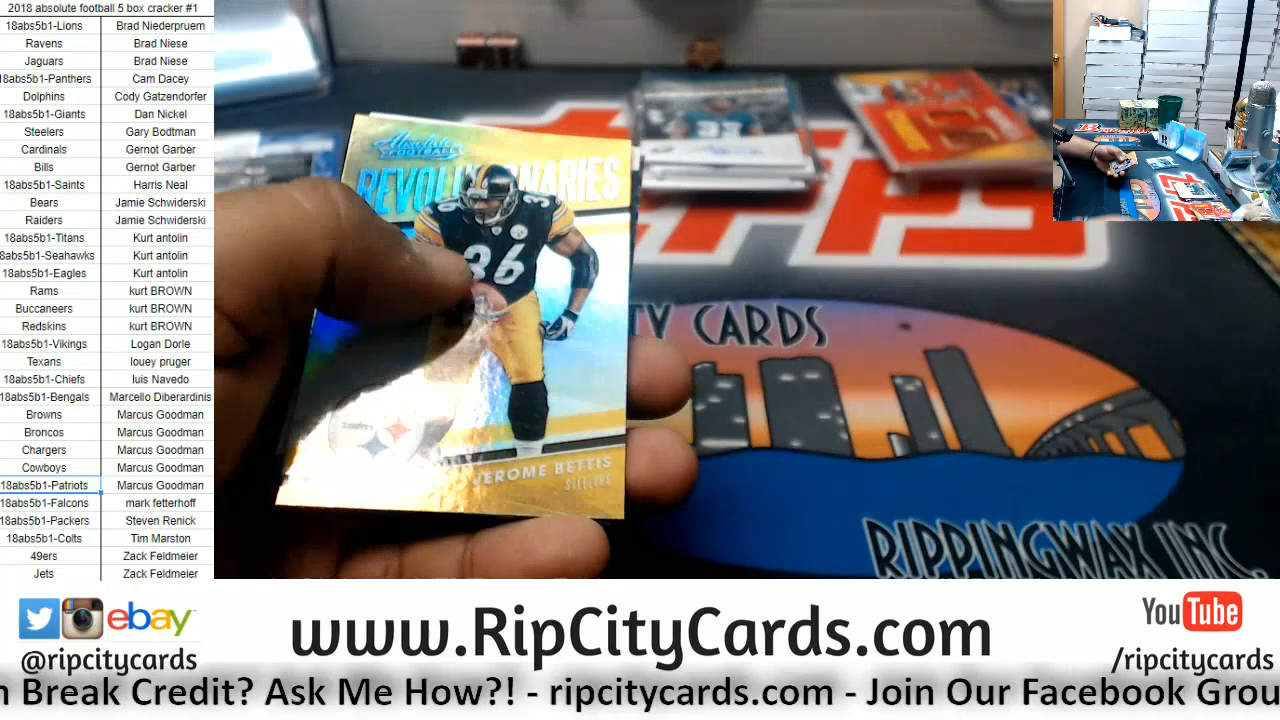 2018 absolute football 5 box cracker #1
18abs5b1-Lions Brad Niederpruem
Ravens Brad Niese
Jaguars Brad Niese
18abs5b1-Panthers Cam Dacey
Dolphins Cody Gatzendorfer
18abs5b1-Giants Dan Nickel
Steelers Gary Bodtman
Cardinals Gernot Garber
Bills Gernot Garber
18abs5b1-Saints Harris Neal
Bears Jamie Schwiderski
Raiders Jamie Schwiderski
18abs5b1-Titans Kurt antolin
8abs5b1-Seahawks Kurt antolin
18abs5b1-Eagles Kurt antolin
Rams kurt BROWN
Buccaneers kurt BROWN
Redskins kurt BROWN
18abs5b1-Vikings Logan Dorle
Texans louey pruger
18abs5b1-Chiefs luis Navedo
18abs5b1-Bengals Marcello Diberardinis
Browns Marcus Goodman
Broncos Marcus Goodman
Chargers Marcus Goodman
Cowboys Marcus Goodman
18abs5b1-Patriots Marcus Goodman
18abs5b1-Falcons mark fetterhoff
18abs5b1-Packers Steven Renick
18abs5b1-Colts Tim Marston
49ers Zack Feldmeier
Jets Zack Feldmeier
Absolute
FOOTBALL
REVOLUTIONARIES
36
JEROME BETTIS
STEELERS
TY CARDS
RIPPINGWAX INC.
ebay
@ripcitycards
www.RipCityCards.com
YouTube
/ripcitycards
n Break Credit? Ask Me How?! - ripcitycards.com - Join Our Facebook Grou